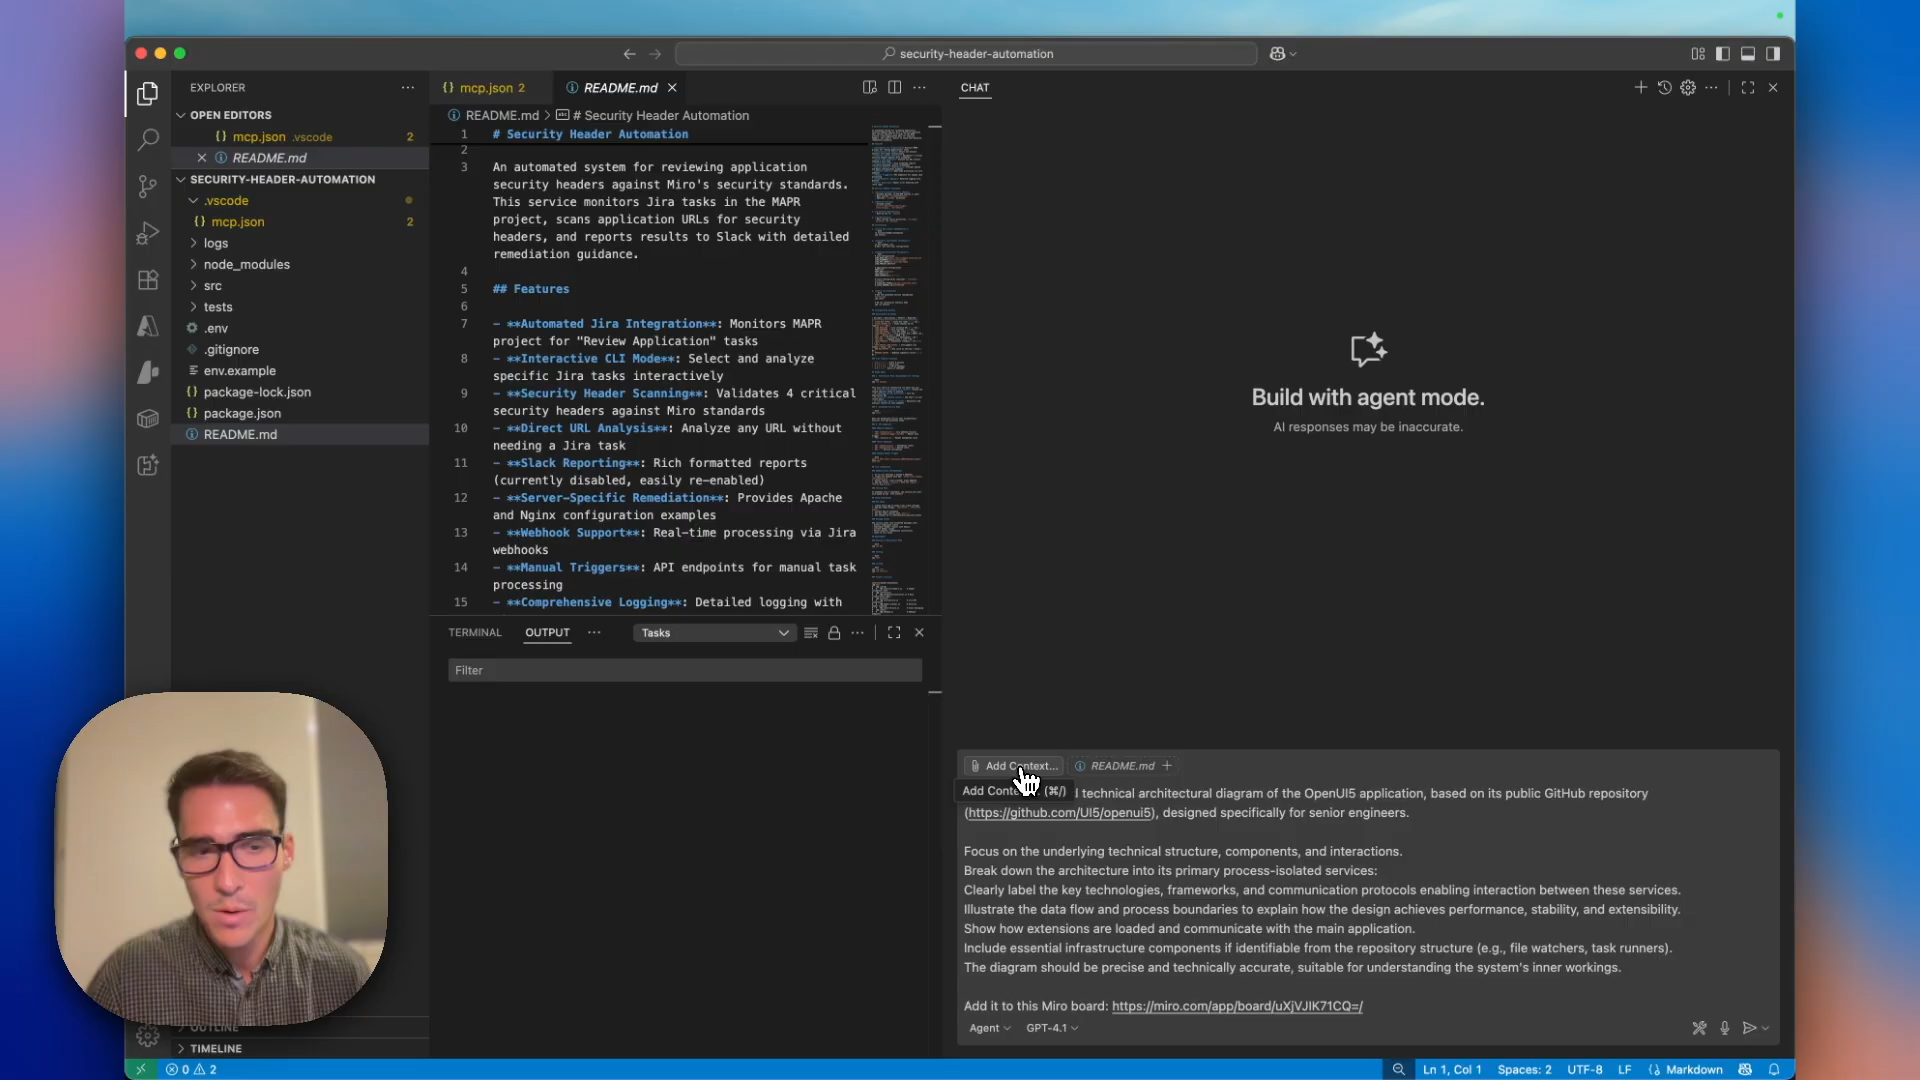 security-header-automation
EXPLORER
OPEN EDITORS
mcp.json .vscode 2
README.md
SECURITY-HEADER-AUTOMATION
.vscode
mcp.json 2
logs
node_modules
src
tests
.env
.gitignore
env.example
package-lock.json
package.json
README.md
OUTLINE
TIMELINE
mcp.json 2
README.md
README.md > # Security Header Automation
1 # Security Header Automation
2
3 An automated system for reviewing application
security headers against Miro's security standards.
This service monitors Jira tasks in the MAPR
project, scans application URLs for security
headers, and reports results to Slack with detailed
remediation guidance.
4
5 ## Features
6
7 - **Automated Jira Integration**: Monitors MAPR
project for "Review Application" tasks
8 - **Interactive CLI Mode**: Select and analyze
specific Jira tasks interactively
9 - **Security Header Scanning**: Validates 4 critical
security headers against Miro standards
10 - **Direct URL Analysis**: Analyze any URL without
needing a Jira task
11 - **Slack Reporting**: Rich formatted reports
(currently disabled, easily re-enabled)
12 - **Server-Specific Remediation**: Provides Apache
and Nginx configuration examples
13 - **Webhook Support**: Real-time processing via Jira
webhooks
14 - **Manual Triggers**: API endpoints for manual task
processing
15 - **Comprehensive Logging**: Detailed logging with
TERMINAL OUTPUT Tasks
Filter
CHAT
Build with agent mode.
AI responses may be inaccurate.
Add Context... README.md
Add Conte (⌘/) technical architectural diagram of the OpenUI5 application, based on its public GitHub repository
(https://github.com/UI5/openui5), designed specifically for senior engineers.
Focus on the underlying technical structure, components, and interactions.
Break down the architecture into its primary process-isolated services:
Clearly label the key technologies, frameworks, and communication protocols enabling interaction between these services.
Illustrate the data flow and process boundaries to explain how the design achieves performance, stability, and extensibility.
Show how extensions are loaded and communicate with the main application.
Include essential infrastructure components if identifiable from the repository structure (e.g., file watchers, task runners).
The diagram should be precise and technically accurate, suitable for understanding the system's inner workings.
Add it to this Miro board: https://miro.com/app/board/uXjVJIK71CQ=/
Agent GPT-4.1
0 2
Ln 1, Col 1 Spaces: 2 UTF-8 LF Markdown